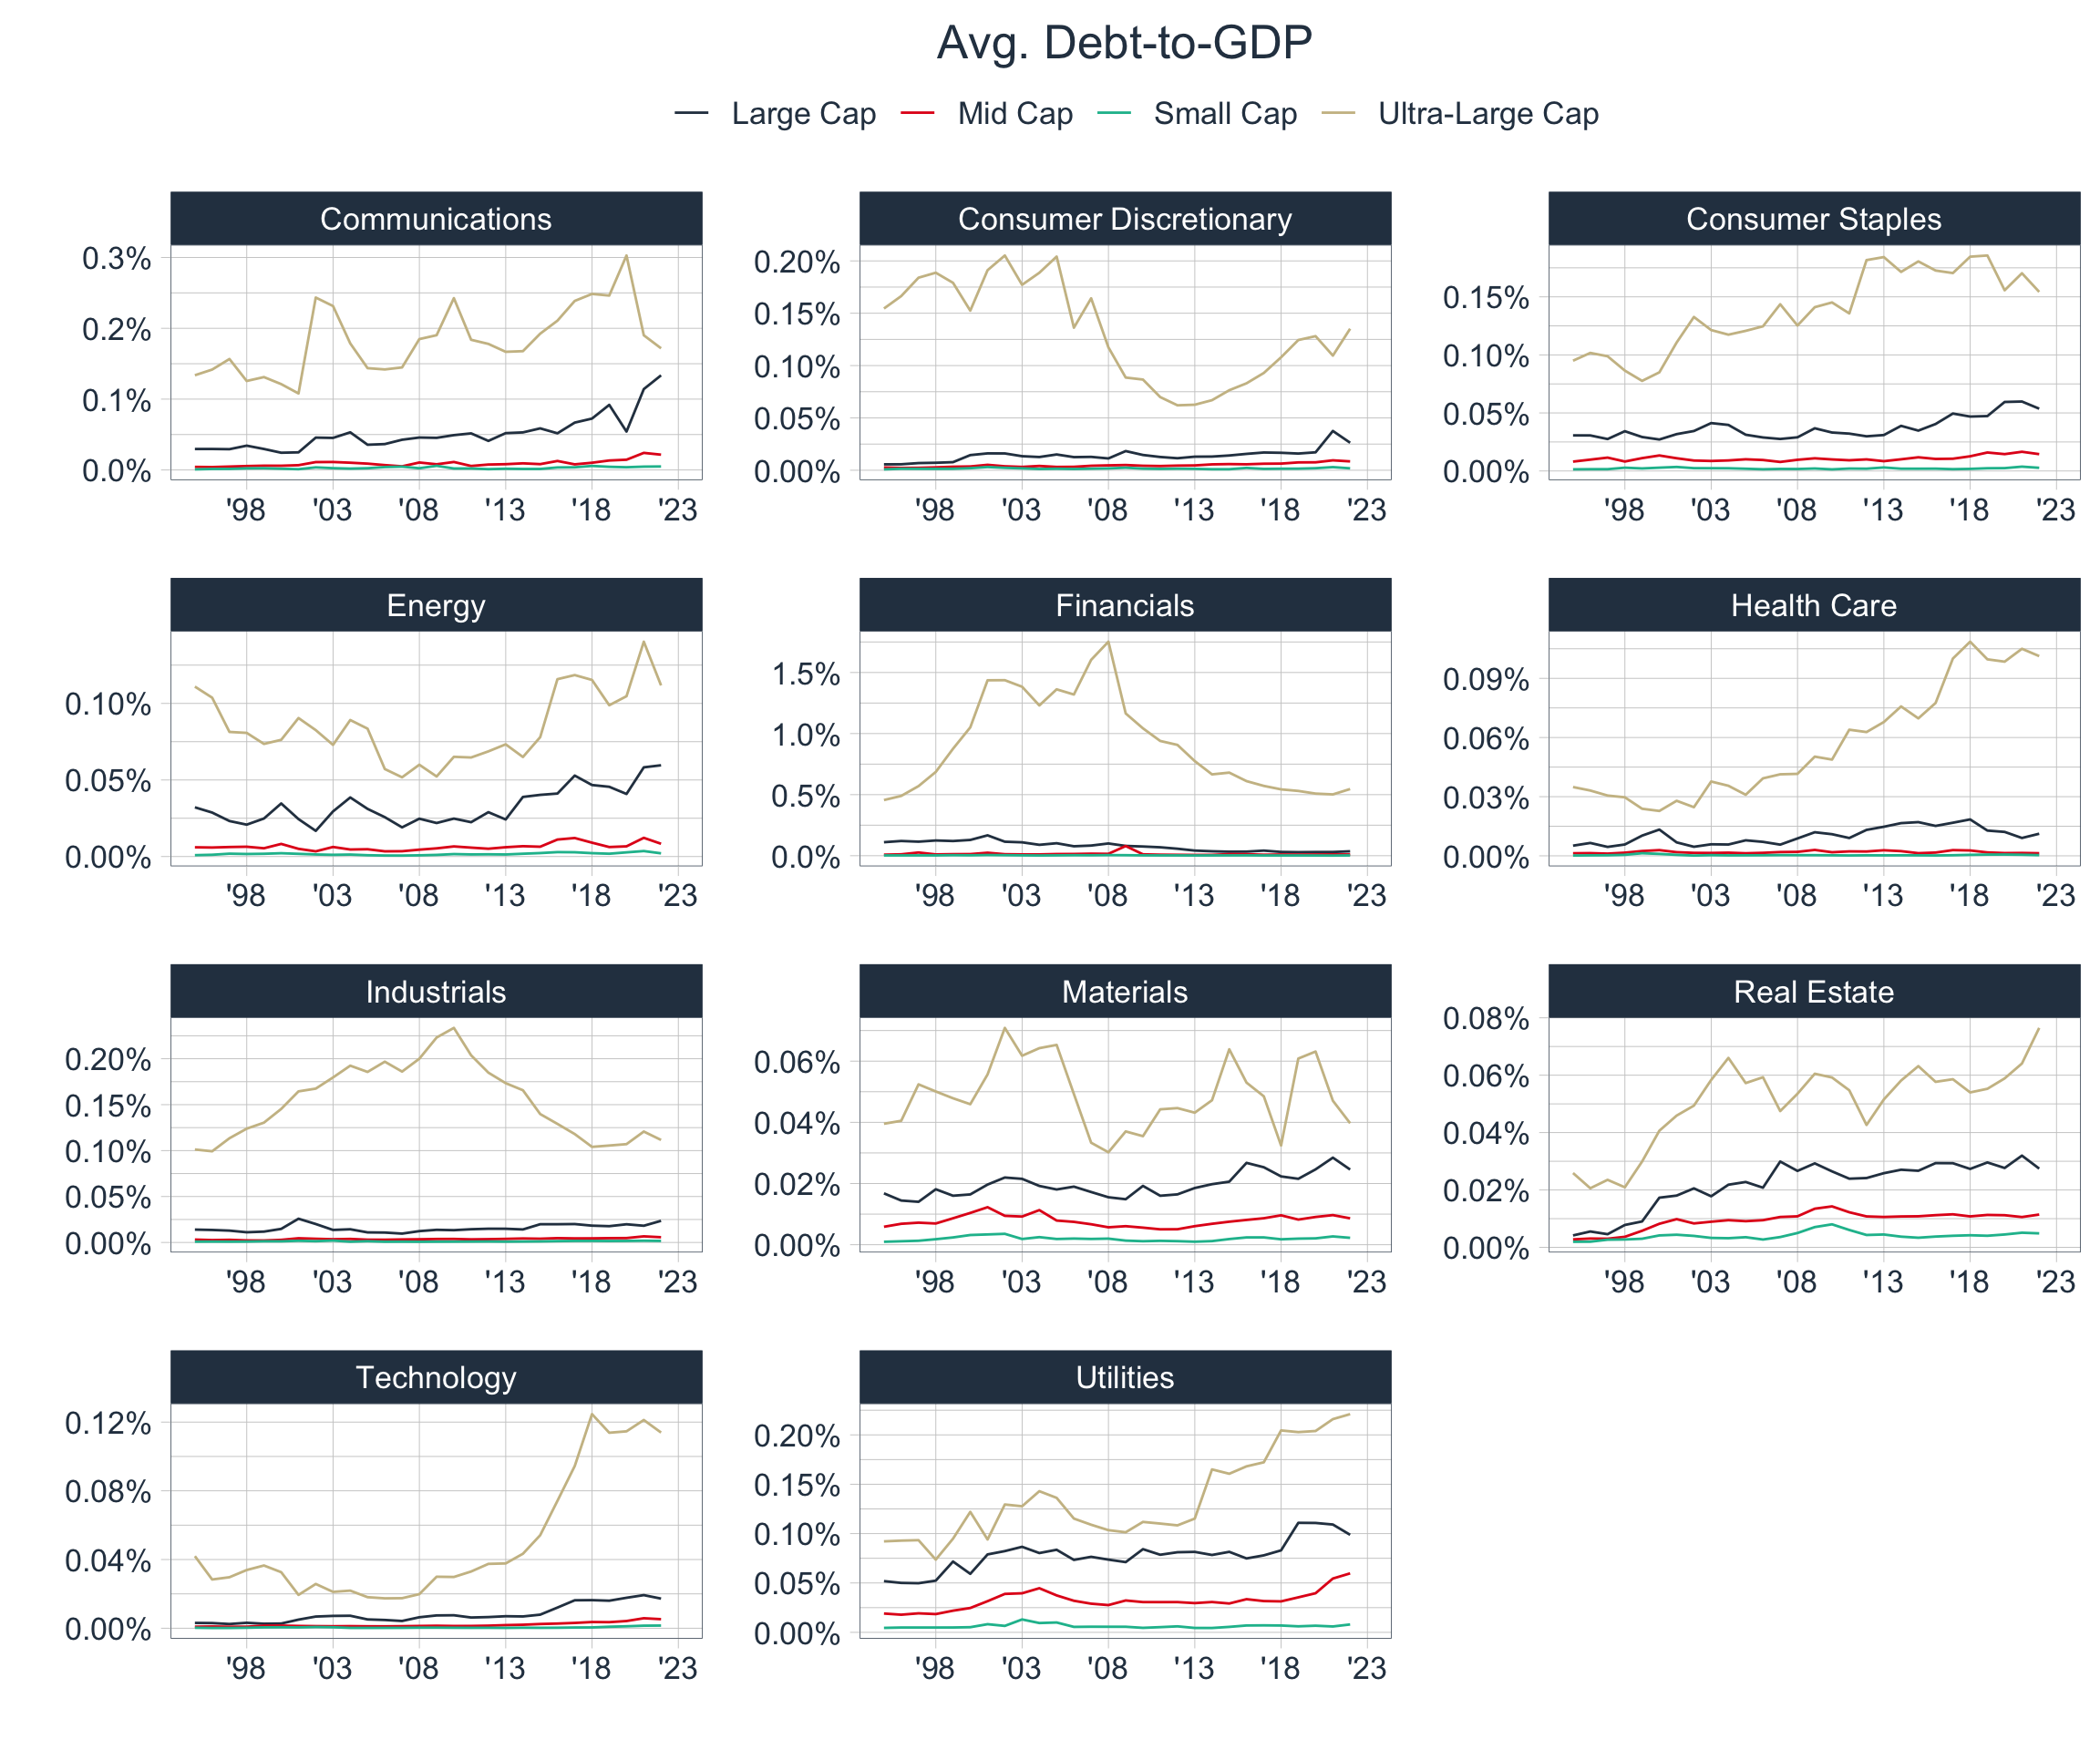 Avg. Debt-to-GDP
Large Cap Mid Cap Small Cap Ultra-Large Cap
Communications
0.3%
0.2%
0.1%
0.0%
'98 '03 '08 '13 '18 '23
Consumer Discretionary
0.20%
0.15%
0.10%
0.05%
0.00%
'98 '03 '08 '13 '18 '23
Consumer Staples
0.15%
0.10%
0.05%
0.00%
'98 '03 '08 '13 '18 '23
Energy
0.10%
0.05%
0.00%
'98 '03 '08 '13 '18 '23
Financials
1.5%
1.0%
0.5%
0.0%
'98 '03 '08 '13 '18 '23
Health Care
0.09%
0.06%
0.03%
0.00%
'98 '03 '08 '13 '18 '23
Industrials
0.20%
0.15%
0.10%
0.05%
0.00%
'98 '03 '08 '13 '18 '23
Materials
0.06%
0.04%
0.02%
0.00%
'98 '03 '08 '13 '18 '23
Real Estate
0.08%
0.06%
0.04%
0.02%
0.00%
'98 '03 '08 '13 '18 '23
Technology
0.12%
0.08%
0.04%
0.00%
'98 '03 '08 '13 '18 '23
Utilities
0.20%
0.15%
0.10%
0.05%
0.00%
'98 '03 '08 '13 '18 '23